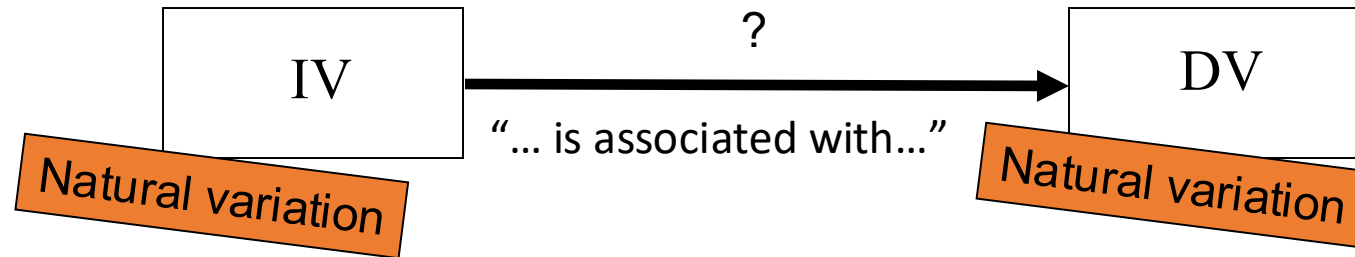 ?
IV
DV
“... is associated with...”
Natural variation
Natural variation